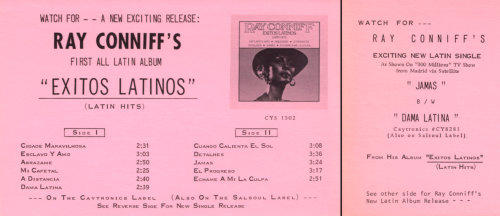 WATCH FOR -- A NEW EXCITING RELEASE:
RAY CONNIFF'S
FIRST ALL LATIN ALBUM
"EXITOS LATINOS"
(LATIN HITS)
RAY CONNIFF
EXITOS LATINOS
CYS 1502
SIDE I
CIDADE MARAVILHOSA 2:31
ESCLAVO Y AMO 3:03
ABRAZAME 2:50
MI CAFETAL 2:25
A DISTANCIA 2:40
DAMA LATINA 2:39
SIDE II
CUANDO CALIENTA EL SOL 3:08
DETALHES 3:36
JAMAS 3:24
EL PROGRESO 3:17
ECHAME A MI LA CULPA 2:51
--- ON THE CAYTRONICS LABEL (ALSO ON THE SALSOUL LABEL) ---
SEE REVERSE SIDE FOR NEW SINGLE RELEASE
WATCH FOR ---
RAY CONNIFF
EXCITING NEW LATIN SINGLE
As Shown On "300 Millions" TV Show
from Madrid via Satellite
"JAMAS"
B/W
"DAMA LATINA"
Caytronics #CY8281
(Also on Salsoul Label)
FROM HIS ALBUM "EXITOS LATINOS"
(LATIN HITS)
See other side for Ray Conniff's
New Latin Album Release - - -